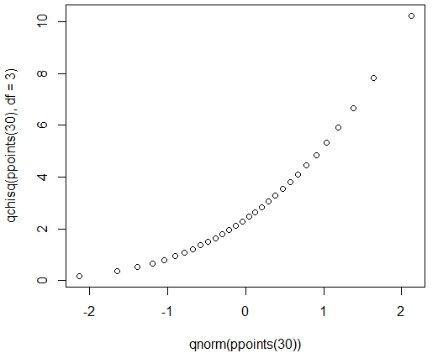 10
8
6
4
2
0
qchisq(ppoints(30), df = 3)
-2 -1 0 1 2
qnorm(ppoints(30))